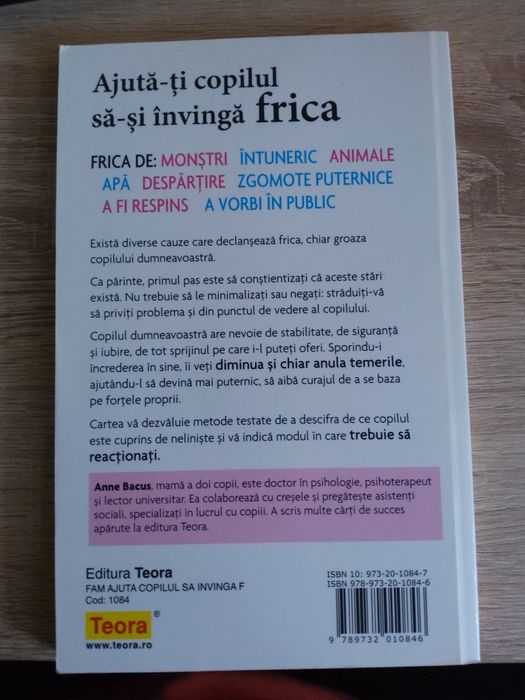 Ajută-ți copilul
să-și învingă frica
FRICA DE: MONȘTRI ÎNTUNERIC ANIMALE
APĂ DESPĂRȚIRE ZGOMOTE PUTERNICE
A FI RESPINS A VORBI ÎN PUBLIC
Există diverse cauze care declanșează frica, chiar groaza
copilului dumneavoastră.
Ca părinte, primul pas este să conștientizați că aceste stări
există. Nu trebuie să le minimalizați sau negați: străduiți-vă
să priviți problema și din punctul de vedere al copilului.
Copilul dumneavoastră are nevoie de stabilitate, de siguranță
și iubire, de tot sprijinul pe care i-l puteți oferi. Sporindu-i
încrederea în sine, îi veți diminua și chiar anula temerile,
ajutându-l să devină mai puternic, să aibă curajul de a se baza
pe forțele proprii.
Cartea vă dezvăluie metode testate de a descifra de ce copilul
este cuprins de neliniște și vă indică modul în care trebuie să
reacționați.
Anne Bacus, mamă a doi copii, este doctor în psihologie, psihoterapeut
și lector universitar. Ea colaborează cu creșele și pregătește asistenți
sociali, specializați în lucrul cu copiii. A scris multe cărți de succes
apărute la editura Teora.
Editura Teora
FAM AJUTA COPILUL SA INVINGA F
Cod: 1084
Teora ®
www.teora.ro
ISBN 10: 973-20-1084-7
ISBN 978-973-20-1084-6
9 789732 010846